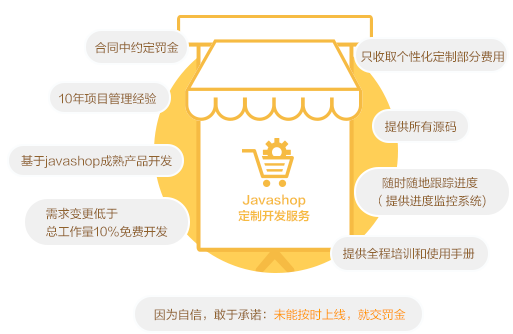 合同中约定罚金
只收取个性化定制部分费用
10年项目管理经验
提供所有源码
基于javashop成熟产品开发
随时随地跟踪进度
（提供进度监控系统）
Javashop
定制开发服务
需求变更低于
总工作量10%免费开发
提供全程培训和使用手册
因为自信，敢于承诺：未能按时上线，就交罚金